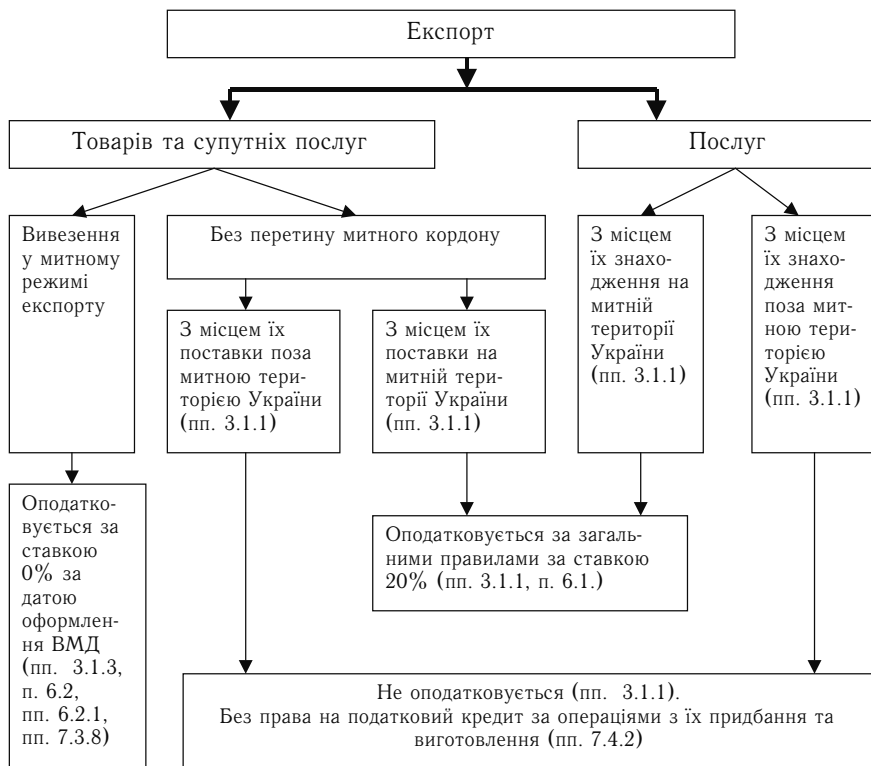 Експорт
Товарів та супутніх послуг
Послуг
Вивезення
у митному
режимі
експорту
Без перетину митного кордону
З місцем
їх знахо-
дження на
митній
території
України
(пп. 3.1.1)
З місцем
їх знахо-
дження
поза мит-
ною тери-
торією
України
(пп. 3.1.1)
З місцем їх
поставки поза
митною тери-
торією України
(пп. 3.1.1)
З місцем їх
поставки на
митній тери-
торії України
(пп. 3.1.1)
Оподатко-
вується за
ставкою
0% за
датою
оформлен-
ня ВМД
(пп. 3.1.3,
п. 6.2,
пп. 6.2.1,
пп. 7.3.8)
Оподатковується за загаль-
ними правилами за ставкою
20% (пп. 3.1.1, п. 6.1.)
Не оподатковується (пп. 3.1.1).
Без права на податковий кредит за операціями з їх придбання та
виготовлення (пп. 7.4.2)